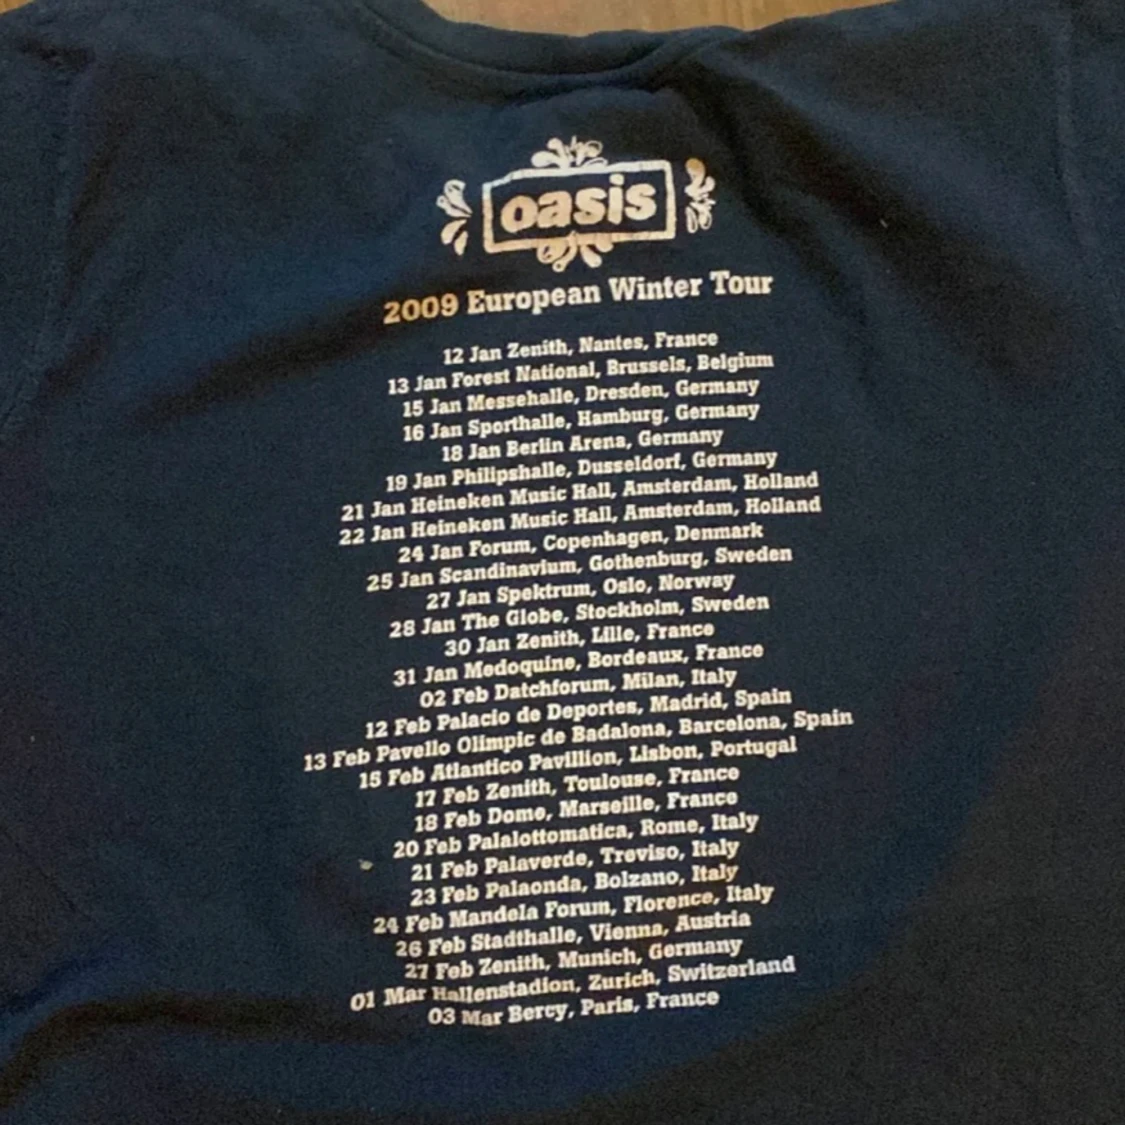 oasis
2009 European Winter Tour
12 Jan Zenith, Nantes, France
13 Jan Forest National, Brussels, Belgium
15 Jan Messehalle, Dresden, Germany
16 Jan Sporthalle, Hamburg, Germany
18 Jan Berlin Arena, Germany
19 Jan Philipshalle, Dusseldorf, Germany
21 Jan Heineken Music Hall, Amsterdam, Holland
22 Jan Heineken Music Hall, Amsterdam, Holland
24 Jan Forum, Copenhagen, Denmark
25 Jan Scandinavium, Gothenburg, Sweden
27 Jan Spektrum, Oslo, Norway
28 Jan The Globe, Stockholm, Sweden
30 Jan Zenith, Lille, France
31 Jan Medoquine, Bordeaux, France
02 Feb Datchforum, Milan, Italy
12 Feb Palacio de Deportes, Madrid, Spain
13 Feb Pavello Olimpic de Badalona, Barcelona, Spain
15 Feb Atlantico Pavillion, Lisbon, Portugal
17 Feb Zenith, Toulouse, France
18 Feb Dome, Marseille, France
20 Feb Palalottomatica, Rome, Italy
21 Feb Palaverde, Treviso, Italy
23 Feb Palaonda, Bolzano, Italy
24 Feb Mandela Forum, Florence, Italy
26 Feb Stadthalle, Vienna, Austria
27 Feb Zenith, Munich, Germany
01 Mar Hallenstadion, Zurich, Switzerland
03 Mar Bercy, Paris, France